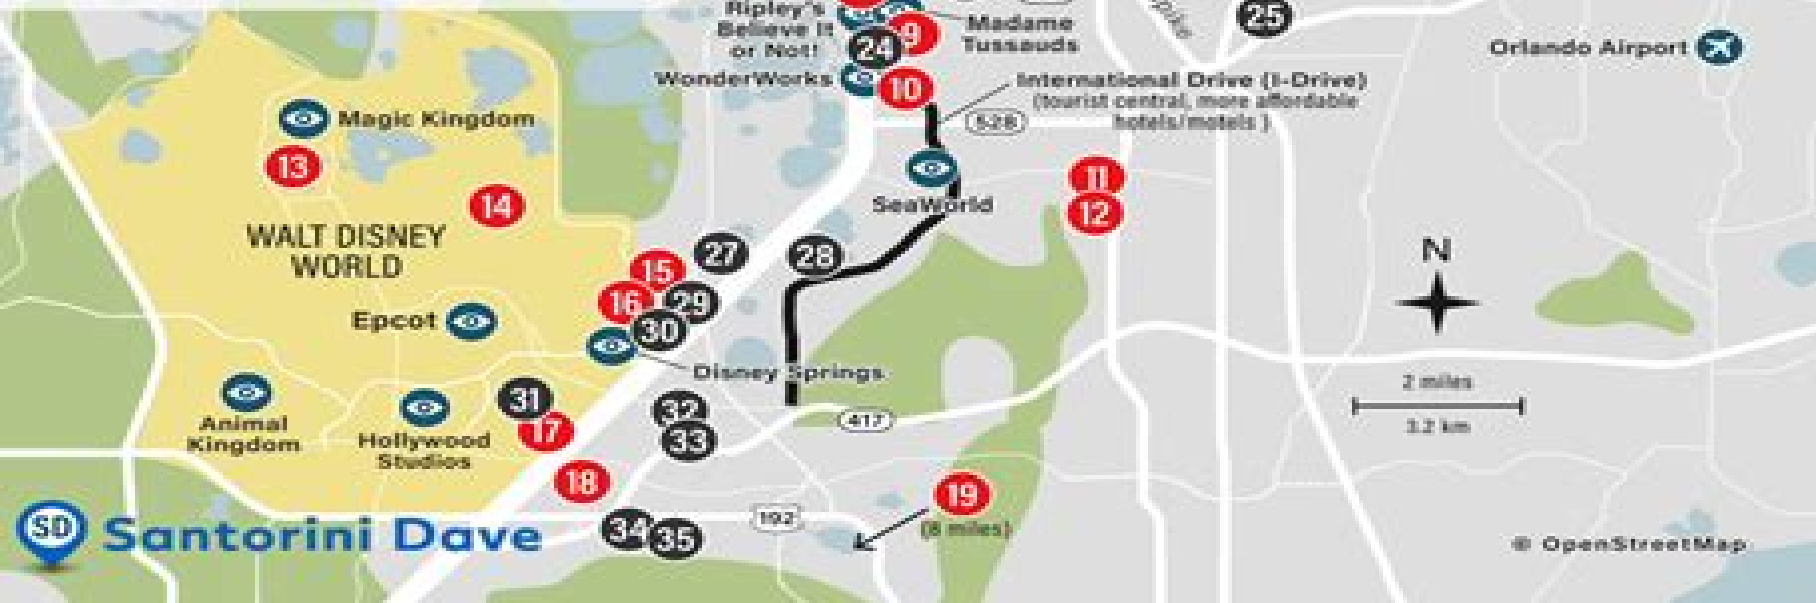 Ripley's
Believe It
or Not!
Madame
Tussauds
24
9
25
Orlando Airport
WonderWorks
10
International Drive (I-Drive)
(tourist central, more affordable
hotels/motels )
528
Magic Kingdom
13
14
SeaWorld
11
12
WALT DISNEY
WORLD
N
27
28
15
16
29
30
Epcot
Disney Springs
2 miles
3.2 km
Animal
Kingdom
Hollywood
Studios
31
17
32
33
417
18
19
(8 miles)
192
34
35
SD
Santorini Dave
© OpenStreetMap